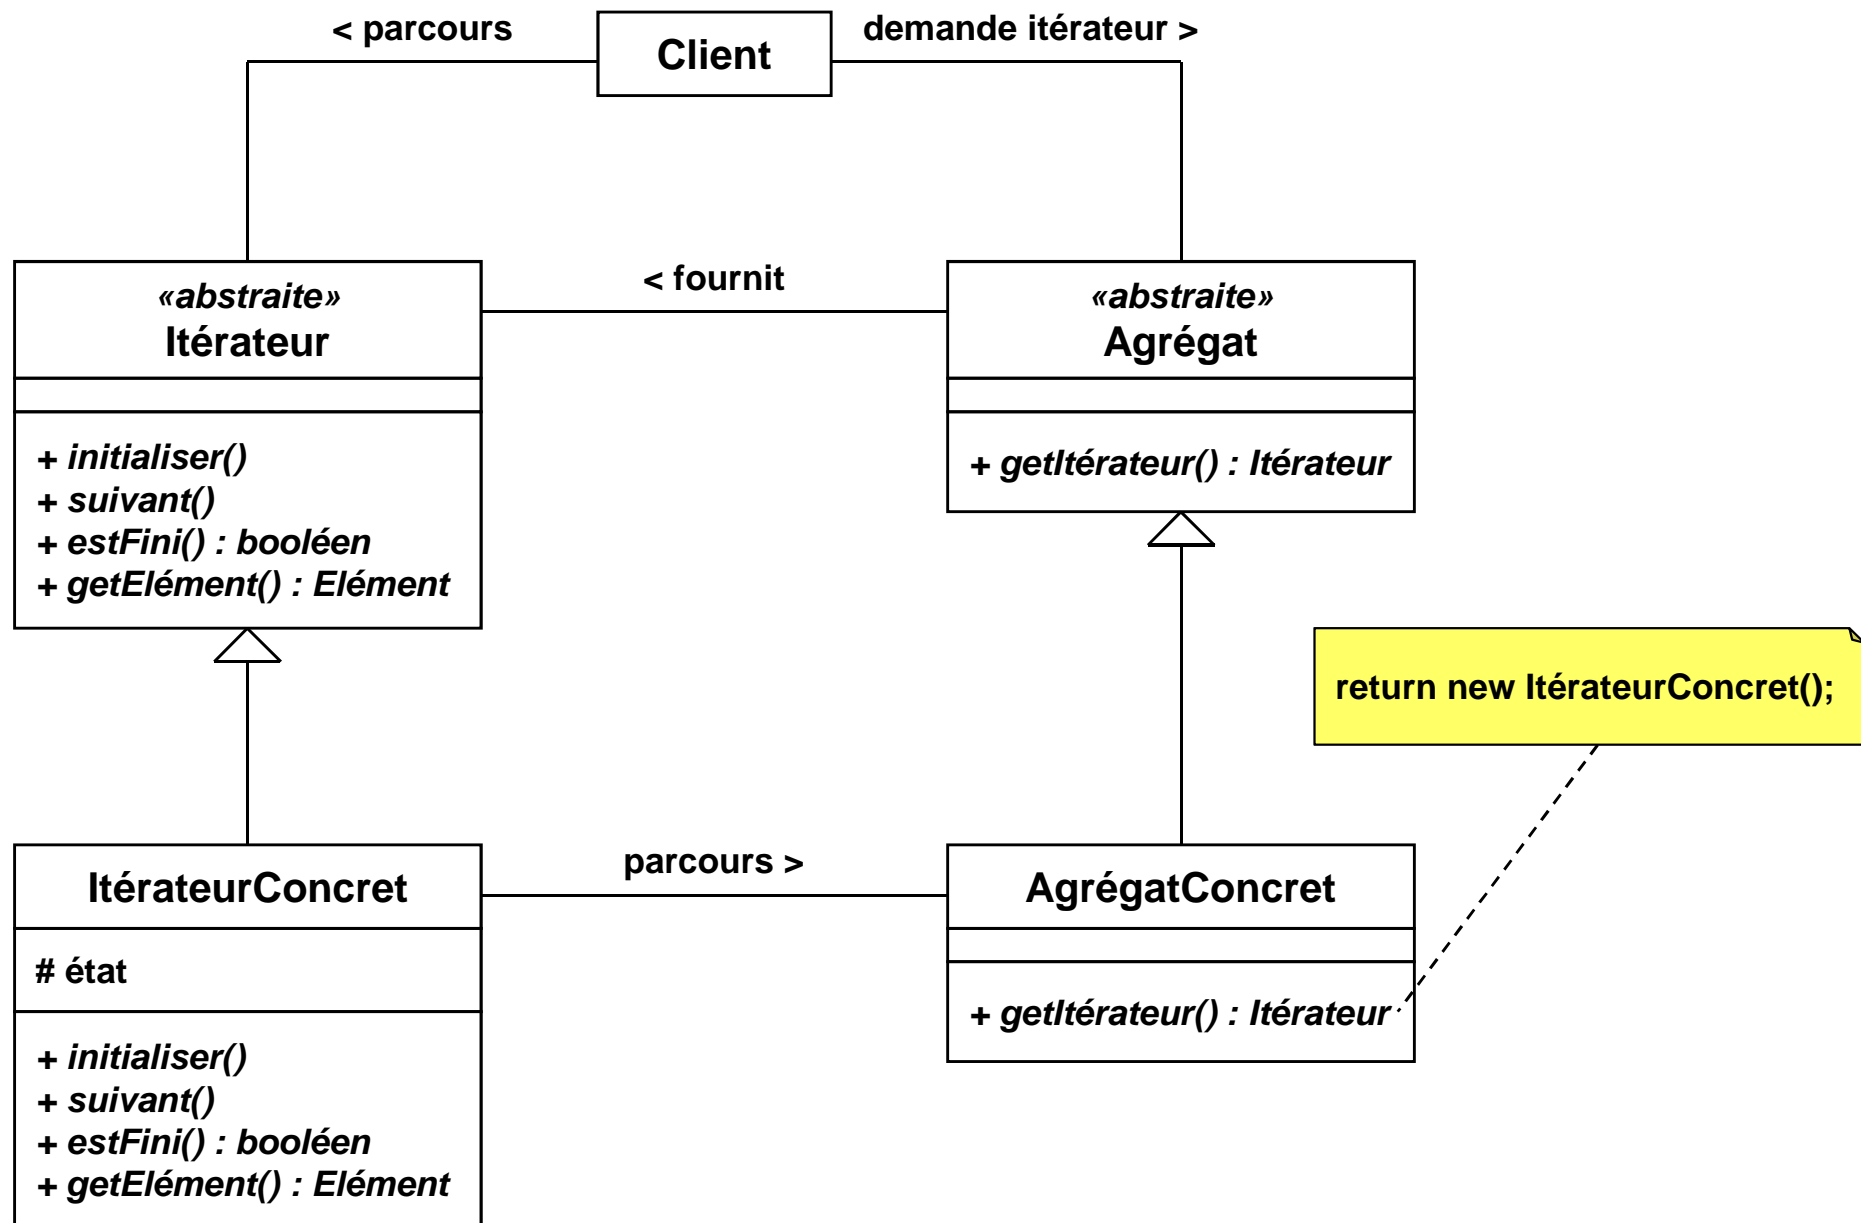 < parcours
Client
demande itérateur >
«abstraite»
Itérateur
+ initialiser()
+ suivant()
+ estFini() : booléen
+ getElément() : Elément
< fournit
«abstraite»
Agrégat
+ getItérateur() : Itérateur
return new ItérateurConcret();
ItérateurConcret
# état
+ initialiser()
+ suivant()
+ estFini() : booléen
+ getElément() : Elément
parcours >
AgrégatConcret
+ getItérateur() : Itérateur